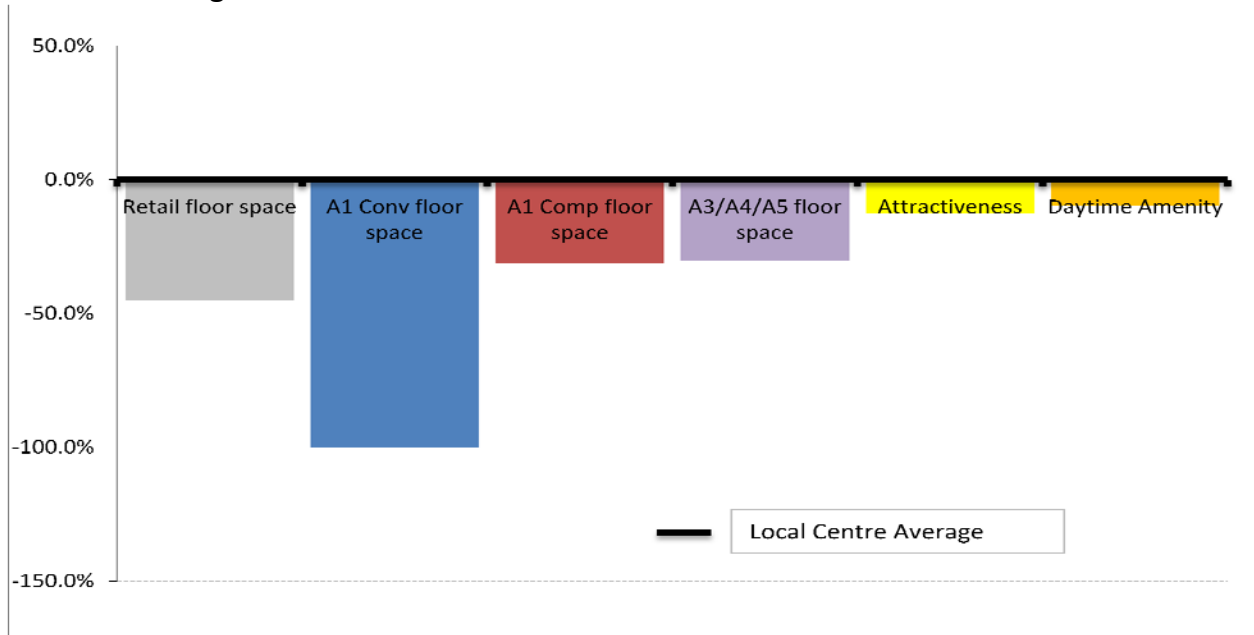 50.0%
0.0%
Retail floor space
A1 Conv floor
space
A1 Comp floor
space
A3/A4/A5 floor
space
Attractiveness
Daytime Amenity
-50.0%
-100.0%
Local Centre Average
-150.0%